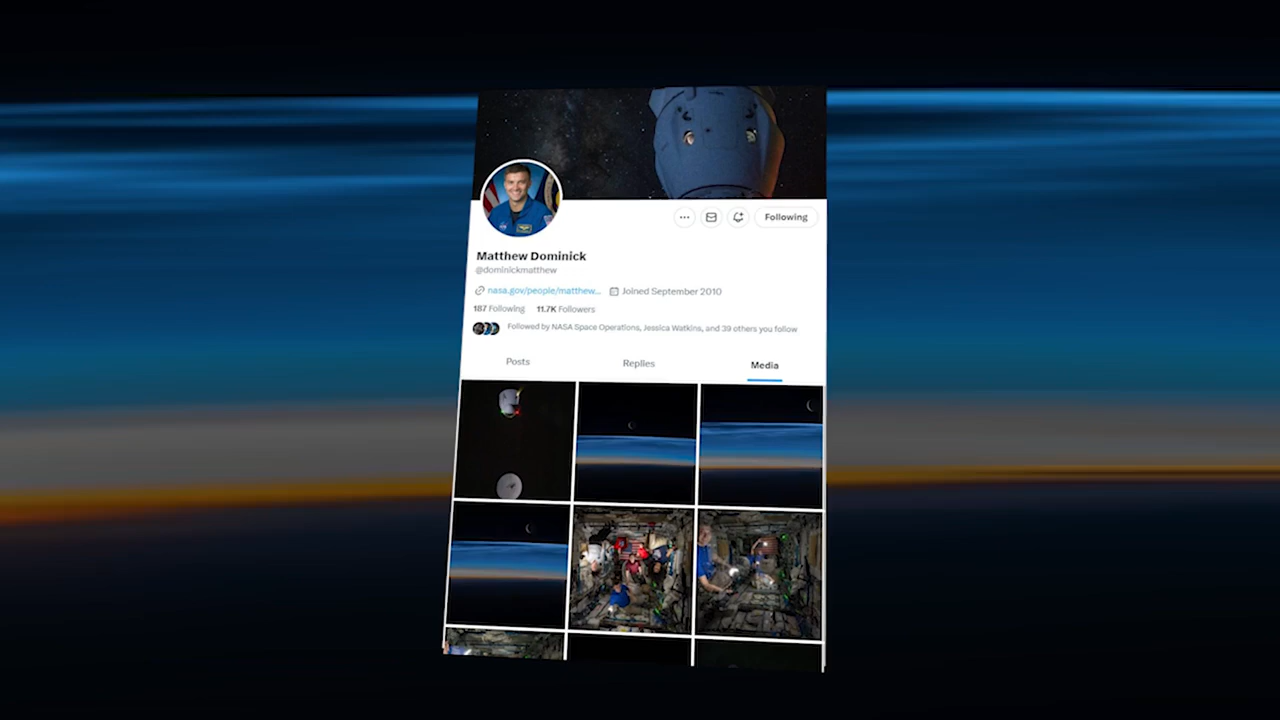 Following
Matthew Dominick
@dominickmatthew
nasa.gov/people/matthew... Joined September 2010
187 Following 11.7K Followers
Followed by NASA Space Operations, Jessica Watkins, and 39 others you follow
Posts Replies Media